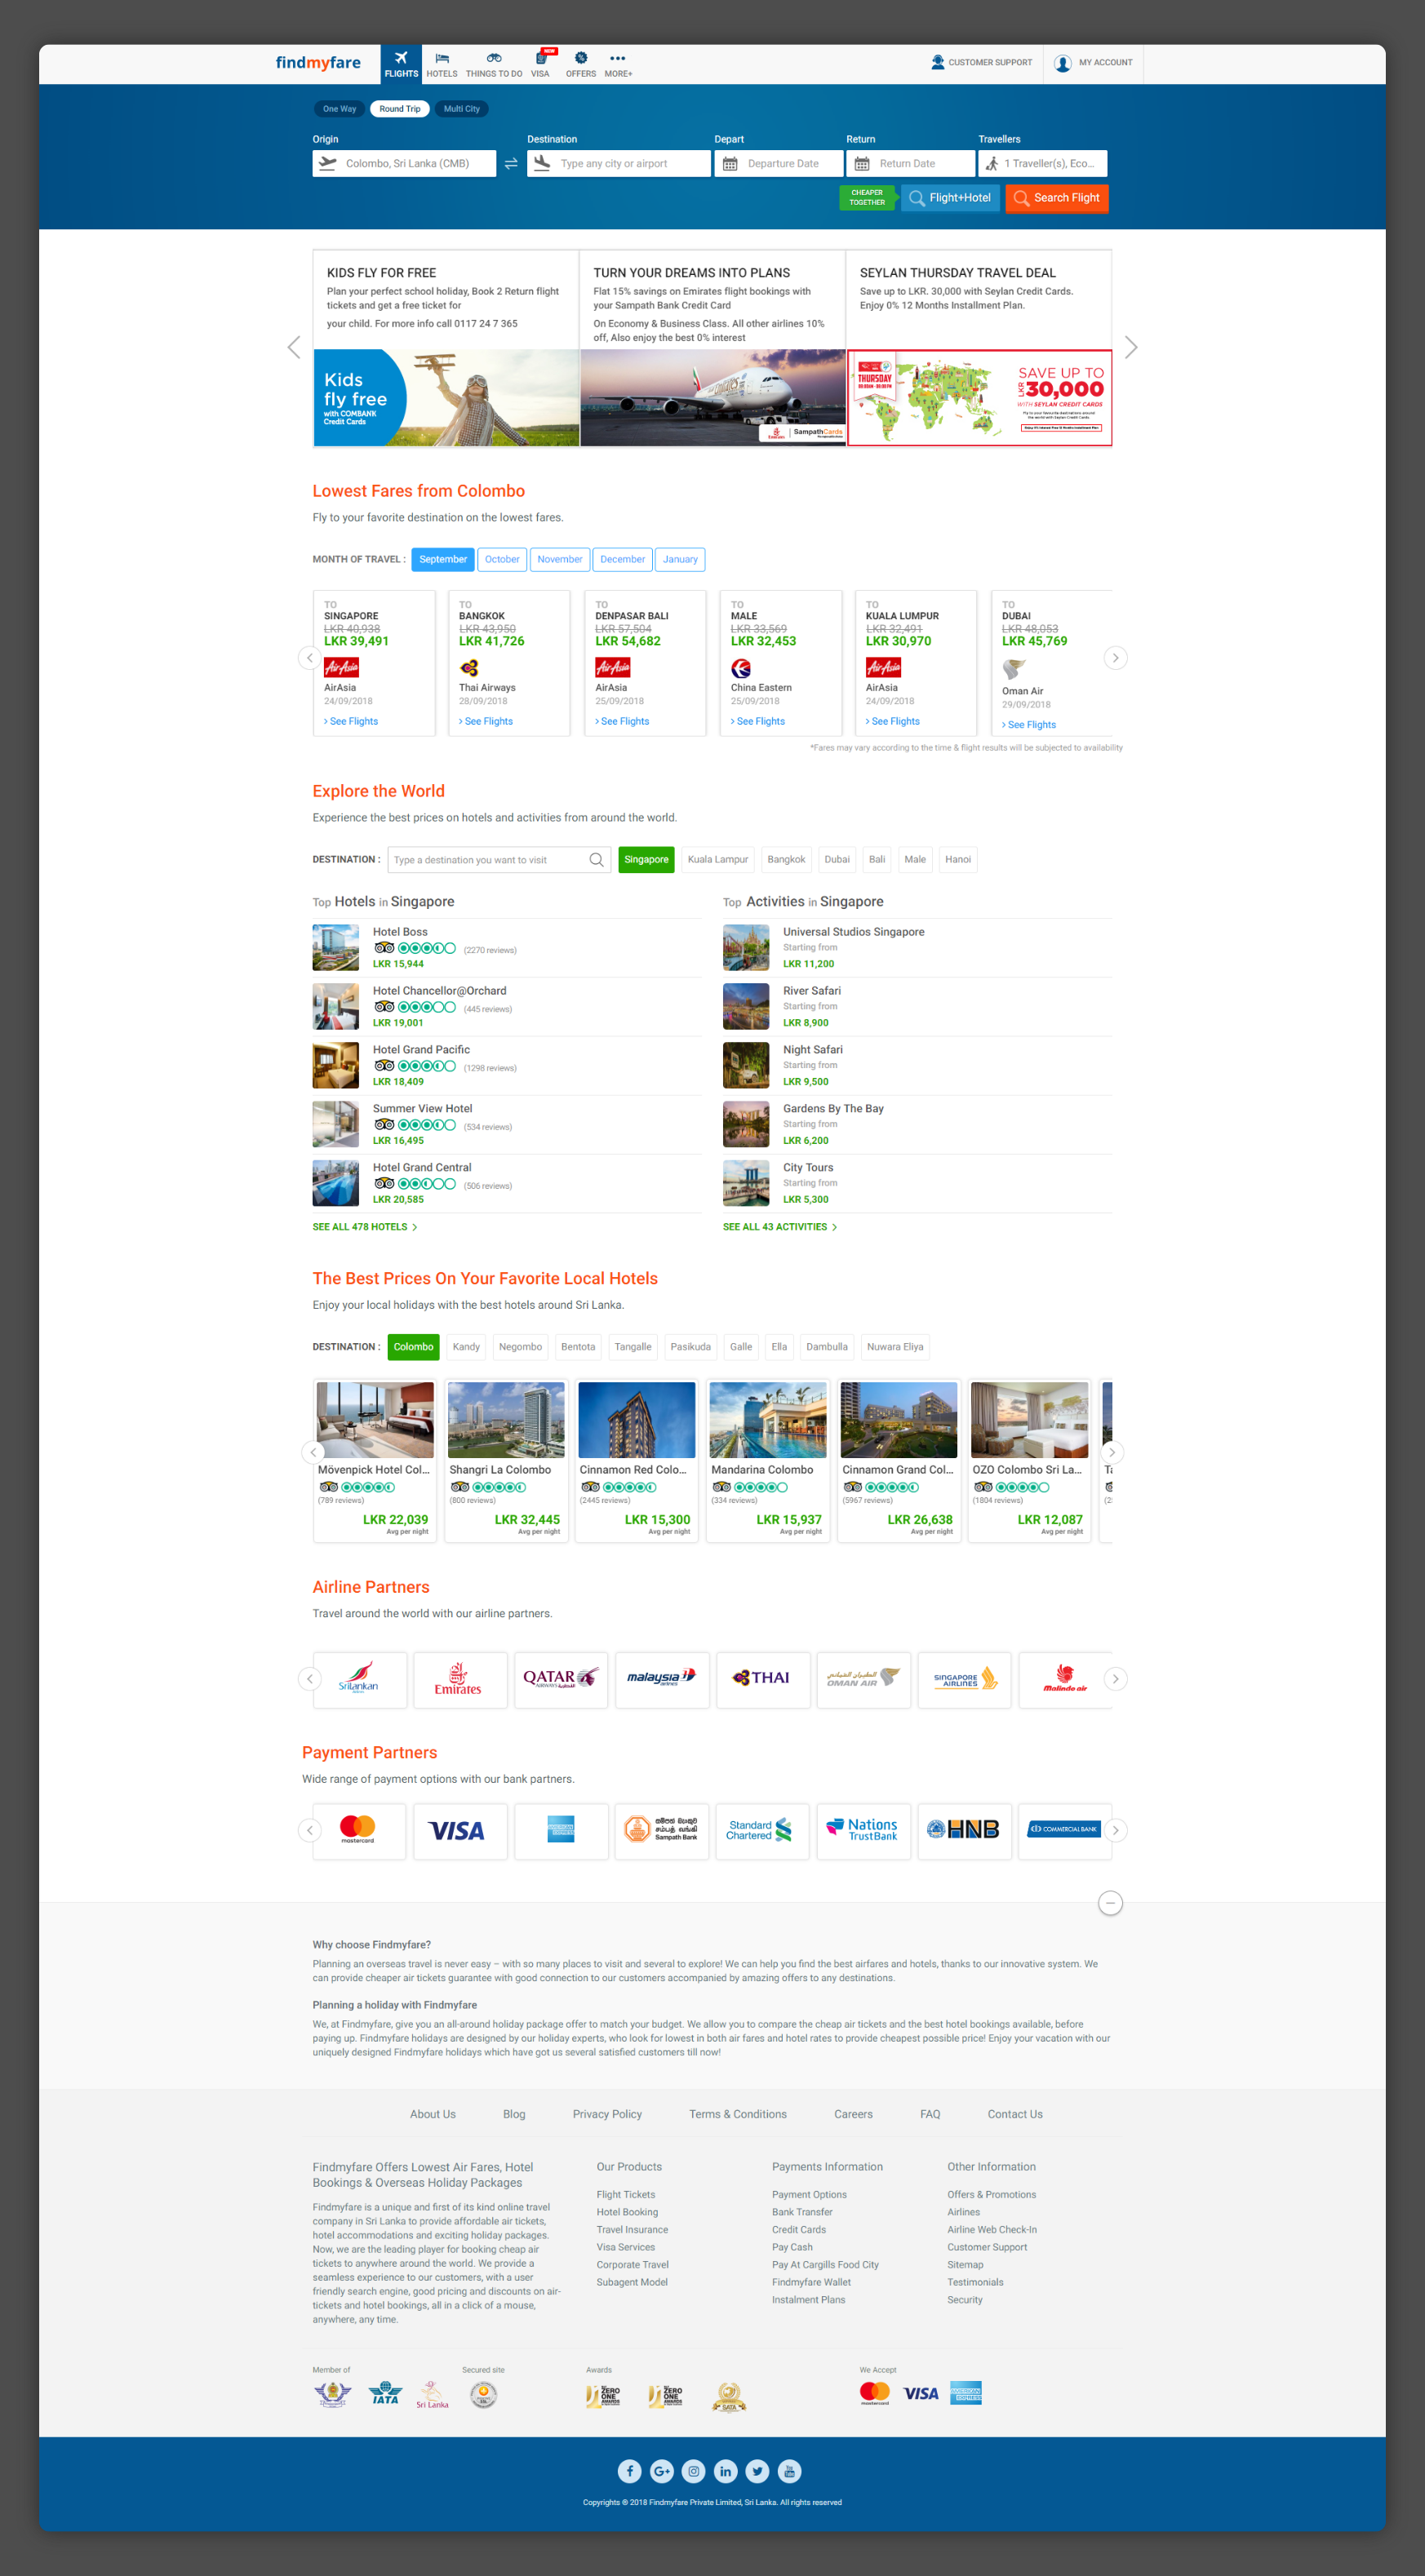 findmyfare
FLIGHTS
HOTELS
THINGS TO DO
NEW
VISA
OFFERS
MORE+
CUSTOMER SUPPORT
MY ACCOUNT
One Way
Round Trip
Multi City
Origin
Destination
Depart
Return
Travellers
Colombo, Sri Lanka (CMB)
Type any city or airport
Departure Date
Return Date
1 Traveller(s), Eco...
CHEAPER
TOGETHER
Flight+Hotel
Search Flight
KIDS FLY FOR FREE
Plan your perfect school holiday, Book 2 Return flight
tickets and get a free ticket for
your child. For more info call 0117 24 7 365
Kids
fly free
with COMBANK
Credit Cards
TURN YOUR DREAMS INTO PLANS
Flat 15% savings on Emirates flight bookings with
your Sampath Bank Credit Card
On Economy & Business Class. All other airlines 10%
off, Also enjoy the best 0% interest
Emirates
SampathCards
SEYLAN THURSDAY TRAVEL DEAL
Save up to LKR. 30,000 with Seylan Credit Cards.
Enjoy 0% 12 Months Installment Plan.
THURSDAY
SAVE UP TO
LKR 30,000
WITH SEYLAN CREDIT CARDS
Lowest Fares from Colombo
Fly to your favorite destination on the lowest fares.
MONTH OF TRAVEL :
September
October
November
December
January
TO
SINGAPORE
LKR 40,938
LKR 39,491
AirAsia
AirAsia
24/09/2018
> See Flights
TO
BANGKOK
LKR 43,950
LKR 41,726
Thai Airways
28/09/2018
> See Flights
TO
DENPASAR BALI
LKR 57,504
LKR 54,682
AirAsia
AirAsia
25/09/2018
> See Flights
TO
MALE
LKR 33,569
LKR 32,453
China Eastern
25/09/2018
> See Flights
TO
KUALA LUMPUR
LKR 32,491
LKR 30,970
AirAsia
AirAsia
24/09/2018
> See Flights
TO
DUBAI
LKR 48,053
LKR 45,769
Oman Air
29/09/2018
> See Flights
*Fares may vary according to the time & flight results will be subjected to availability
Explore the World
Experience the best prices on hotels and activities from around the world.
DESTINATION :
Type a destination you want to visit
Singapore
Kuala Lampur
Bangkok
Dubai
Bali
Male
Hanoi
Top Hotels in Singapore
Hotel Boss
(2270 reviews)
LKR 15,944
Hotel Chancellor@Orchard
(445 reviews)
LKR 19,001
Hotel Grand Pacific
(1298 reviews)
LKR 18,409
Summer View Hotel
(534 reviews)
LKR 16,495
Hotel Grand Central
(506 reviews)
LKR 20,585
SEE ALL 478 HOTELS >
Top Activities in Singapore
Universal Studios Singapore
Starting from
LKR 11,200
River Safari
Starting from
LKR 8,900
Night Safari
Starting from
LKR 9,500
Gardens By The Bay
Starting from
LKR 6,200
City Tours
Starting from
LKR 5,300
SEE ALL 43 ACTIVITIES >
The Best Prices On Your Favorite Local Hotels
Enjoy your local holidays with the best hotels around Sri Lanka.
DESTINATION :
Colombo
Kandy
Negombo
Bentota
Tangalle
Pasikuda
Galle
Ella
Dambulla
Nuwara Eliya
Mövenpick Hotel Col...
(789 reviews)
LKR 22,039
Avg per night
Shangri La Colombo
(800 reviews)
LKR 32,445
Avg per night
Cinnamon Red Colo...
(2445 reviews)
LKR 15,300
Avg per night
Mandarina Colombo
(334 reviews)
LKR 15,937
Avg per night
Cinnamon Grand Col...
(5967 reviews)
LKR 26,638
Avg per night
OZO Colombo Sri La...
(1804 reviews)
LKR 12,087
Avg per night
Airline Partners
Travel around the world with our airline partners.
SriLankan
Airlines
Emirates
QATAR
AIRWAYS القطرية
malaysia
airlines
THAI
الطيران العماني
OMAN AIR
SINGAPORE
AIRLINES
Malindo air
Payment Partners
Wide range of payment options with our bank partners.
mastercard
VISA
AMERICAN
EXPRESS
සම්පත් බැංකුව
சம்பத் வங்கி
Sampath Bank
Standard
Chartered
Nations
TrustBank
HNB
COMMERCIAL BANK
Why choose Findmyfare?
Planning an overseas travel is never easy – with so many places to visit and several to explore! We can help you find the best airfares and hotels, thanks to our innovative system. We
can provide cheaper air tickets guarantee with good connection to our customers accompanied by amazing offers to any destinations.
Planning a holiday with Findmyfare
We, at Findmyfare, give you an all-around holiday package offer to match your budget. We allow you to compare the cheap air tickets and the best hotel bookings available, before
paying up. Findmyfare holidays are designed by our holiday experts, who look for lowest in both air fares and hotel rates to provide cheapest possible price! Enjoy your vacation with our
uniquely designed Findmyfare holidays which have got us several satisfied customers till now!
About Us
Blog
Privacy Policy
Terms & Conditions
Careers
FAQ
Contact Us
Findmyfare Offers Lowest Air Fares, Hotel
Bookings & Overseas Holiday Packages
Findmyfare is a unique and first of its kind online travel
company in Sri Lanka to provide affordable air tickets,
hotel accommodations and exciting holiday packages.
Now, we are the leading player for booking cheap air
tickets to anywhere around the world. We provide a
seamless experience to our customers, with a user
friendly search engine, good pricing and discounts on air-
tickets and hotel bookings, all in a click of a mouse,
anywhere, any time.
Our Products
Flight Tickets
Hotel Booking
Travel Insurance
Visa Services
Corporate Travel
Subagent Model
Payments Information
Payment Options
Bank Transfer
Credit Cards
Pay Cash
Pay At Cargills Food City
Findmyfare Wallet
Instalment Plans
Other Information
Offers & Promotions
Airlines
Airline Web Check-In
Customer Support
Sitemap
Testimonials
Security
Member of
IATA
Sri Lanka
Secured site
Awards
ZERO
ONE
AWARDS
ZERO
ONE
AWARDS
SATA
We Accept
mastercard
VISA
AMERICAN
EXPRESS
Copyrights © 2018 Findmyfare Private Limited, Sri Lanka. All rights reserved